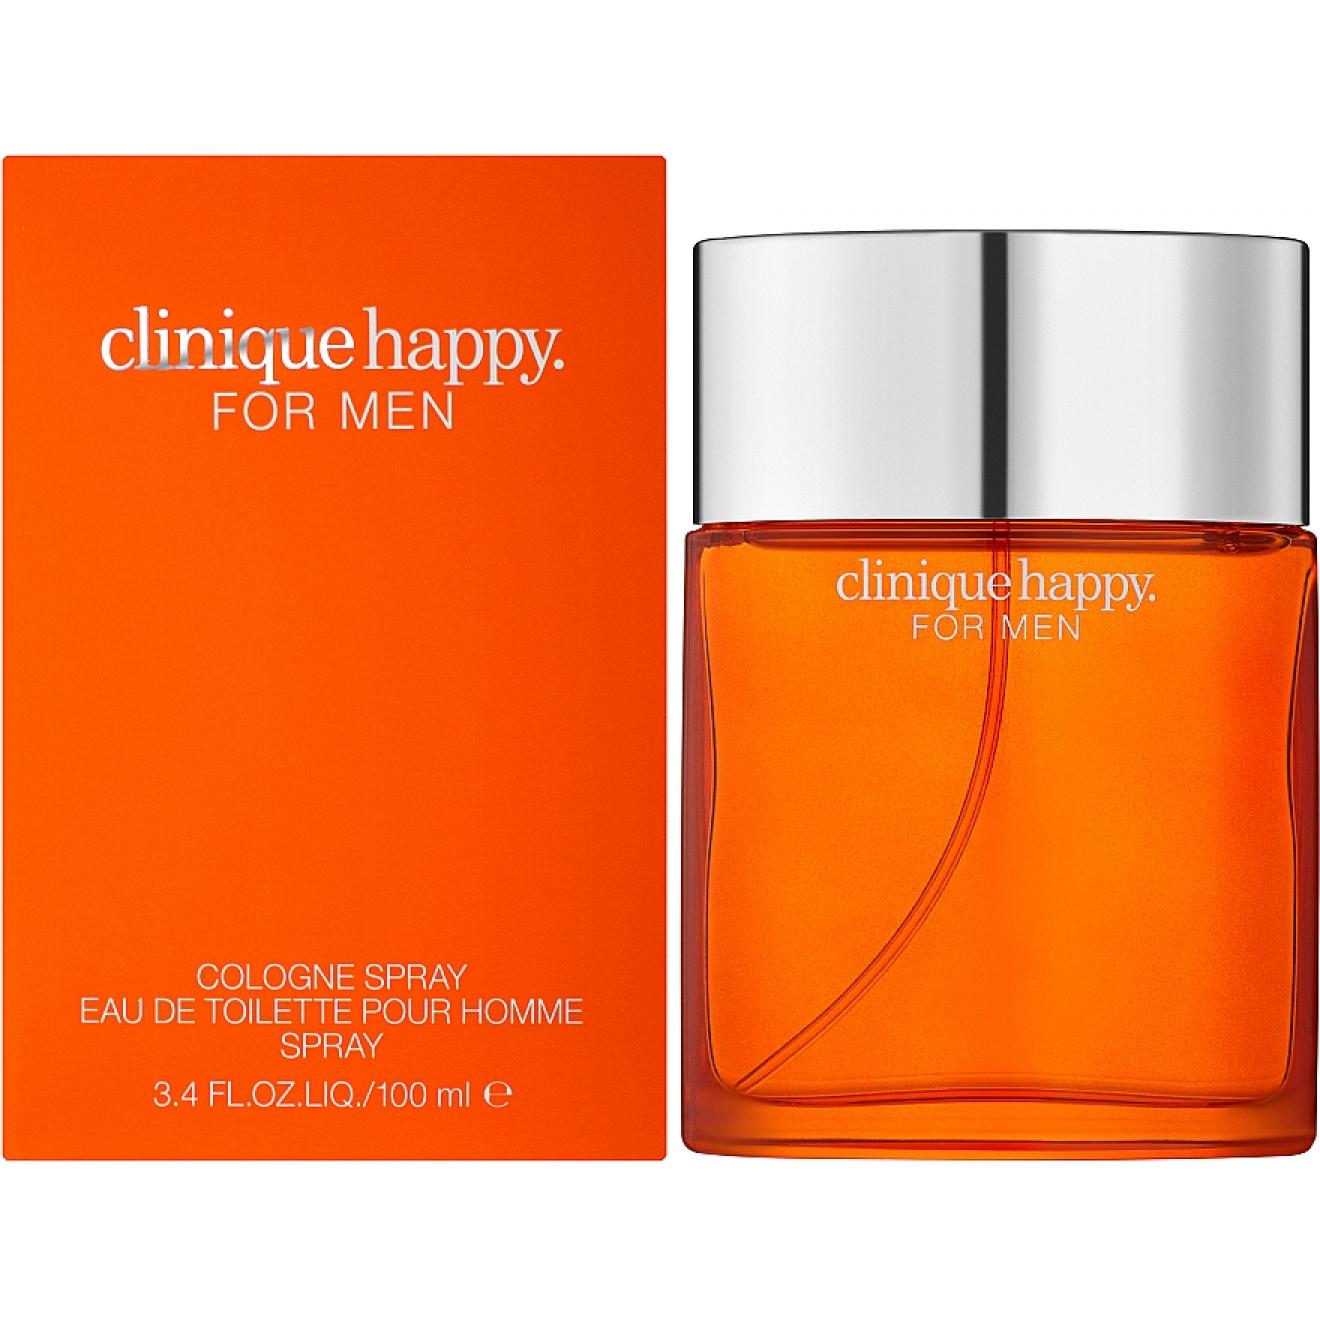 clinique happy.
FOR MEN
COLOGNE SPRAY
EAU DE TOILETTE POUR HOMME
SPRAY
3.4 FL.OZ.LIQ./100 ml ℮
clinique happy.
FOR MEN